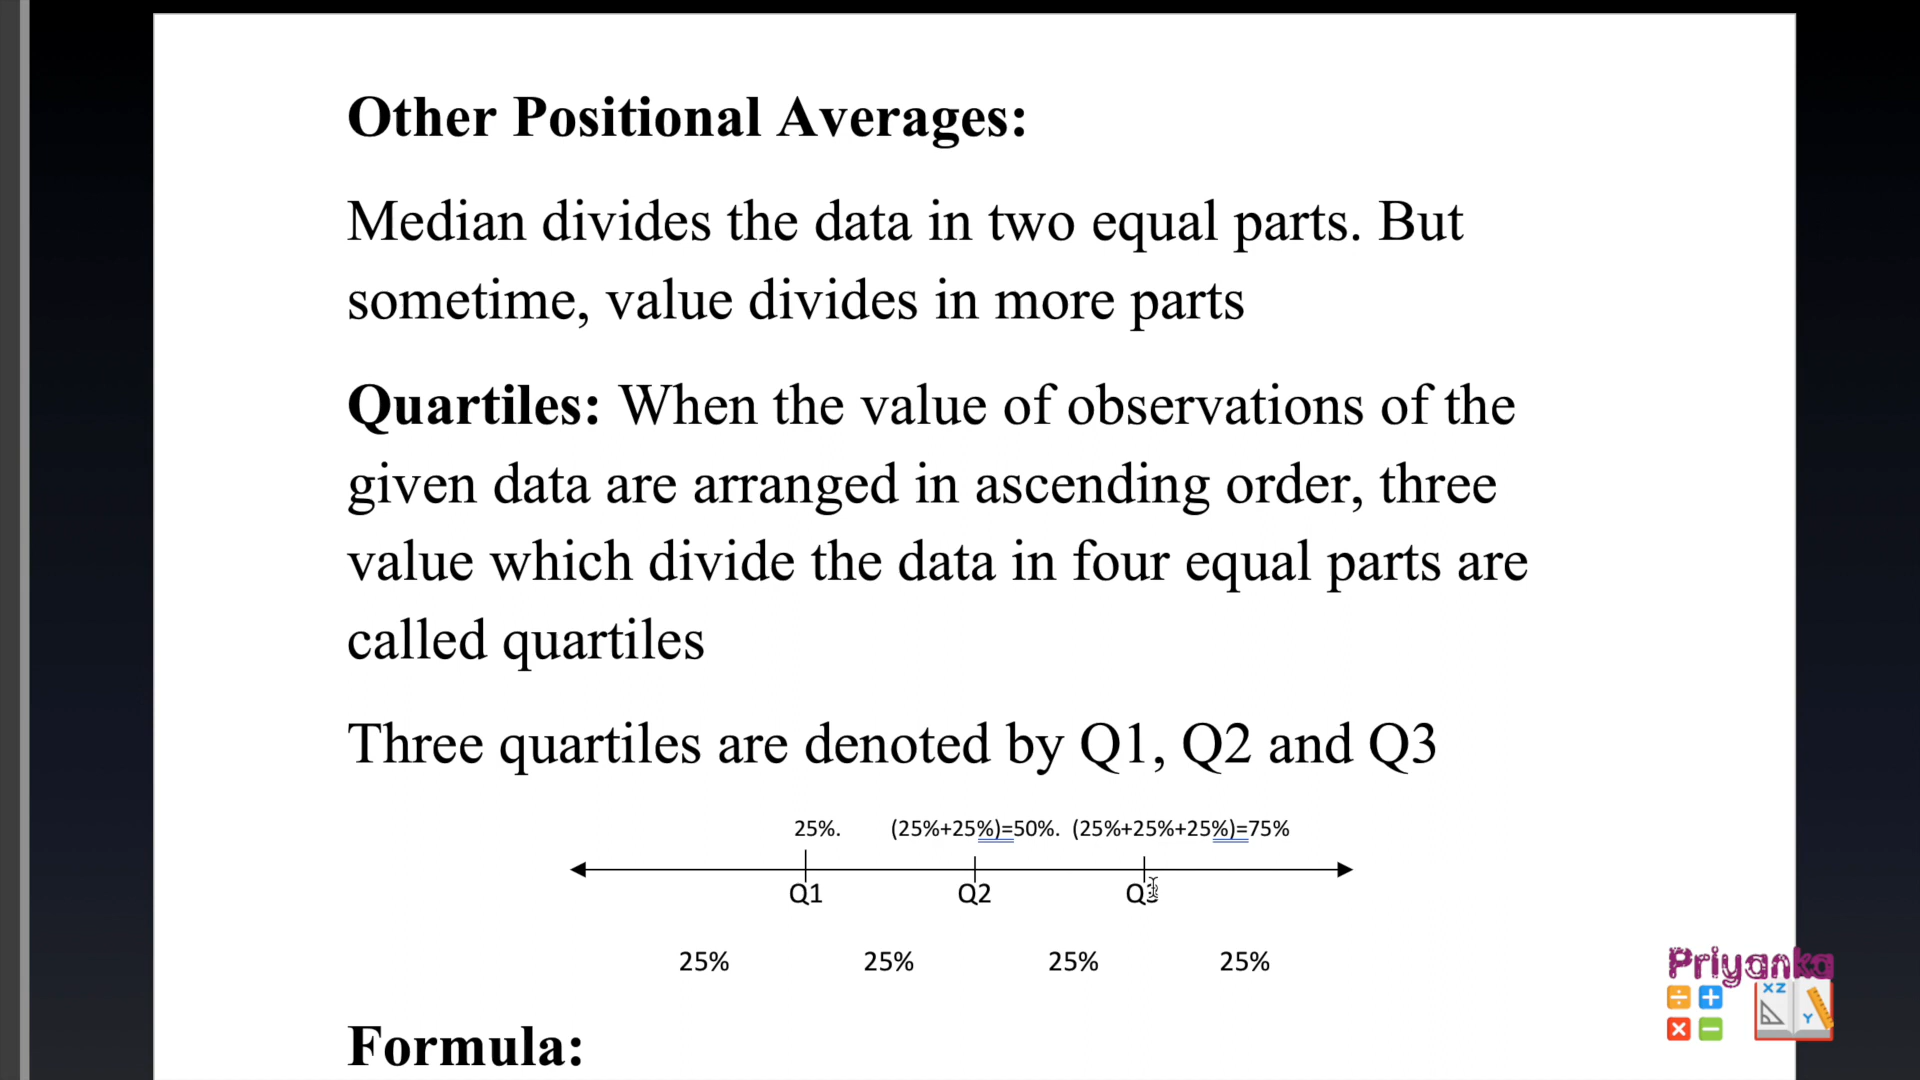 Other Positional Averages:
Median divides the data in two equal parts. But
sometime, value divides in more parts
Quartiles: When the value of observations of the
given data are arranged in ascending order, three
value which divide the data in four equal parts are
called quartiles
Three quartiles are denoted by Q1, Q2 and Q3
25%. (25%+25%)=50%. (25%+25%+25%)=75%
Q1 Q2 Q3
25% 25% 25% 25%
Priyanka
XZ
Y
Formula: